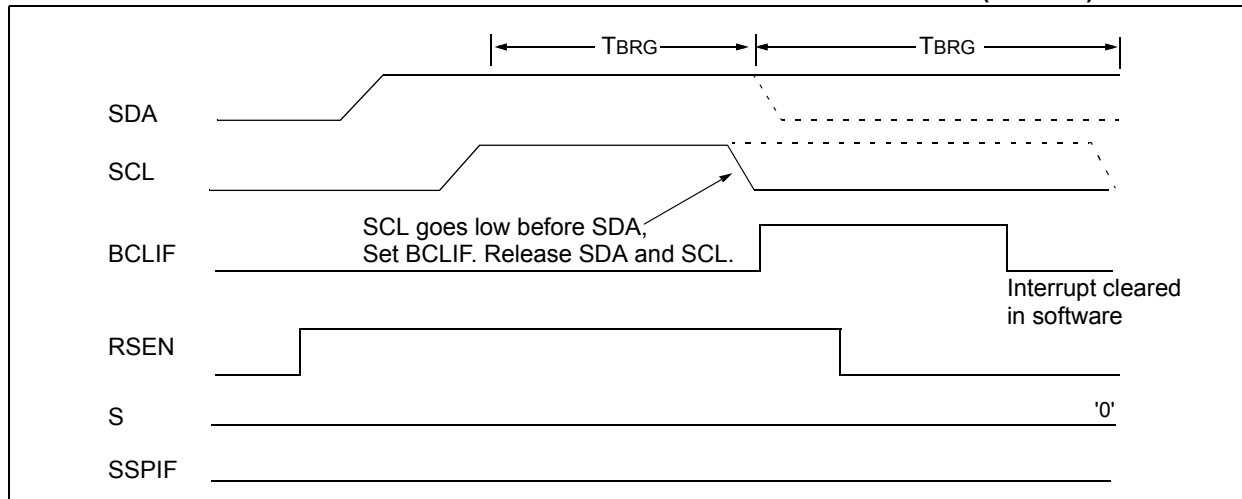 TBRG TBRG
SDA
SCL
SCL goes low before SDA,
Set BCLIF. Release SDA and SCL.
BCLIF
Interrupt cleared
in software
RSEN
S '0'
SSPIF